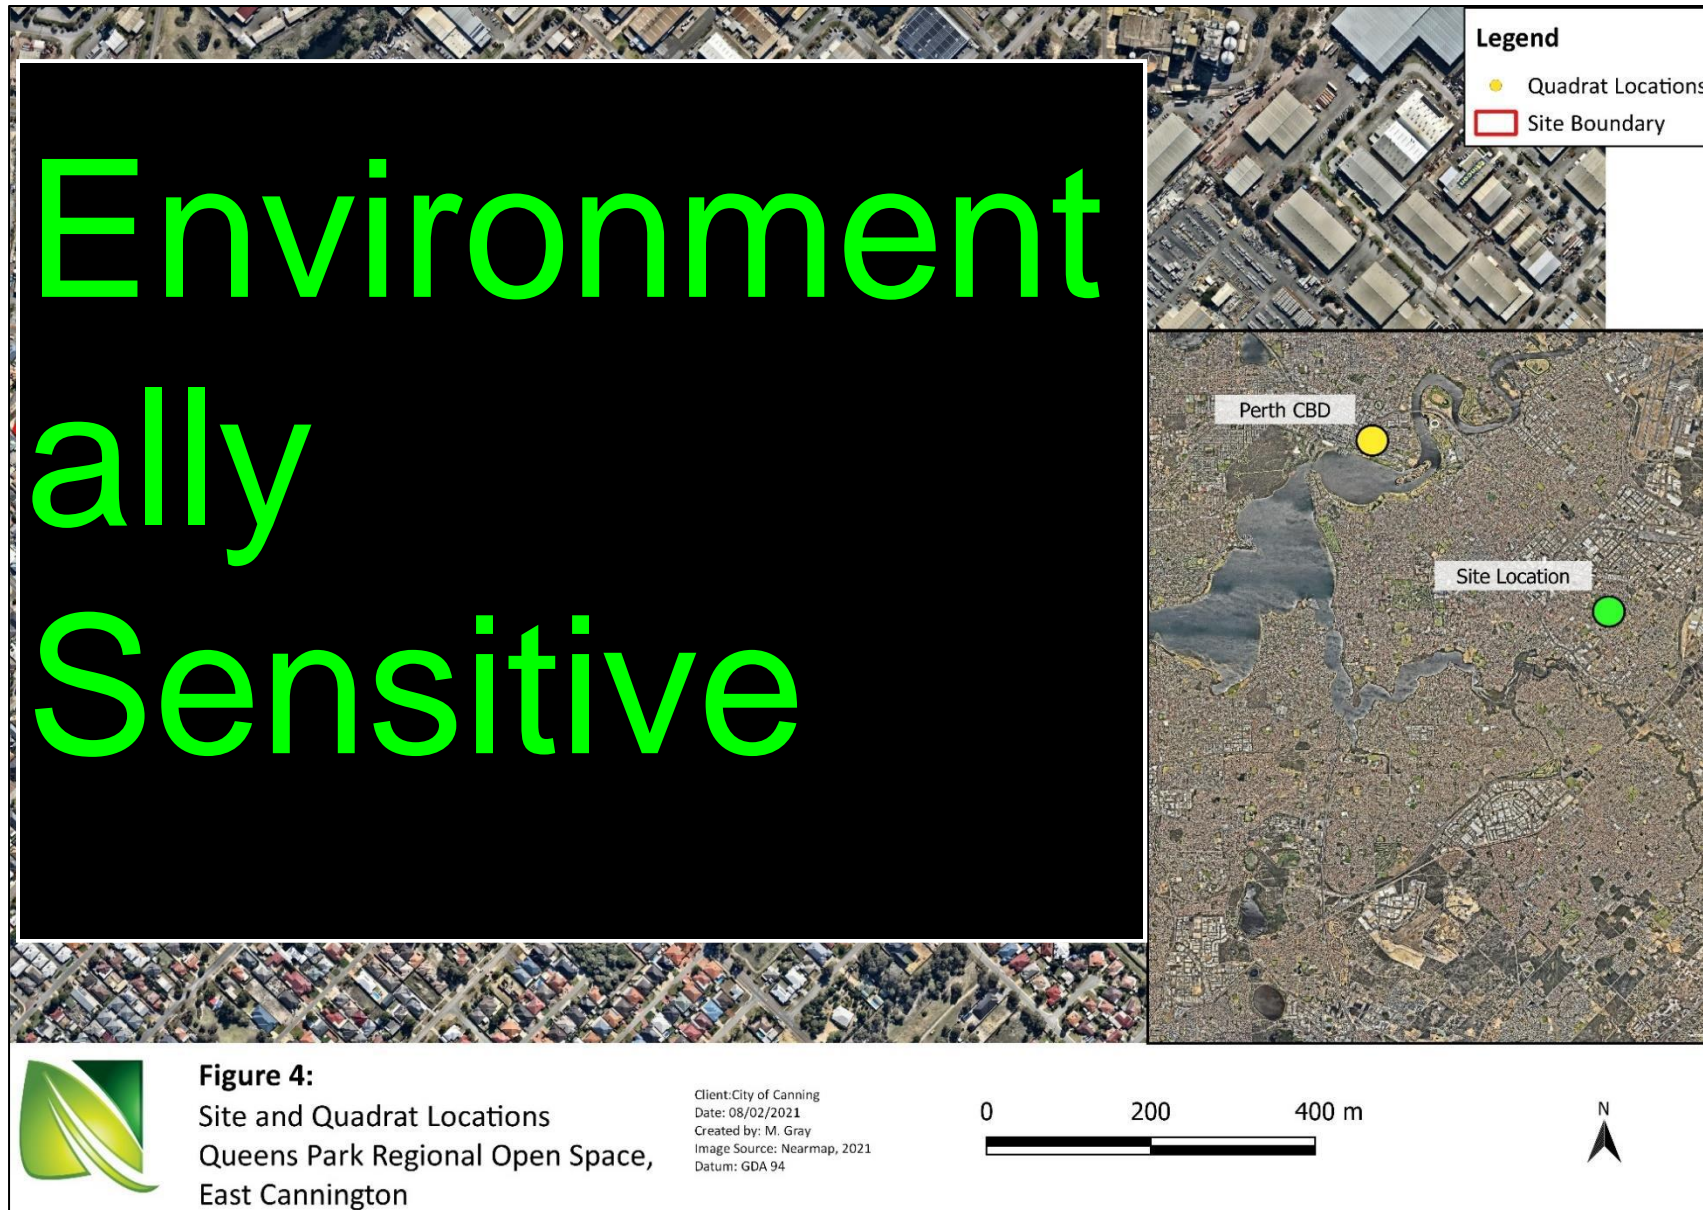 Environment
ally
Sensitive
Legend
Quadrat Locations
Site Boundary
Perth CBD
Site Location
Figure 4:
Site and Quadrat Locations
Queens Park Regional Open Space,
East Cannington
Client:City of Canning
Date: 08/02/2021
Created by: M. Gray
Image Source: Nearmap, 2021
Datum: GDA 94
0 200 400 m
N